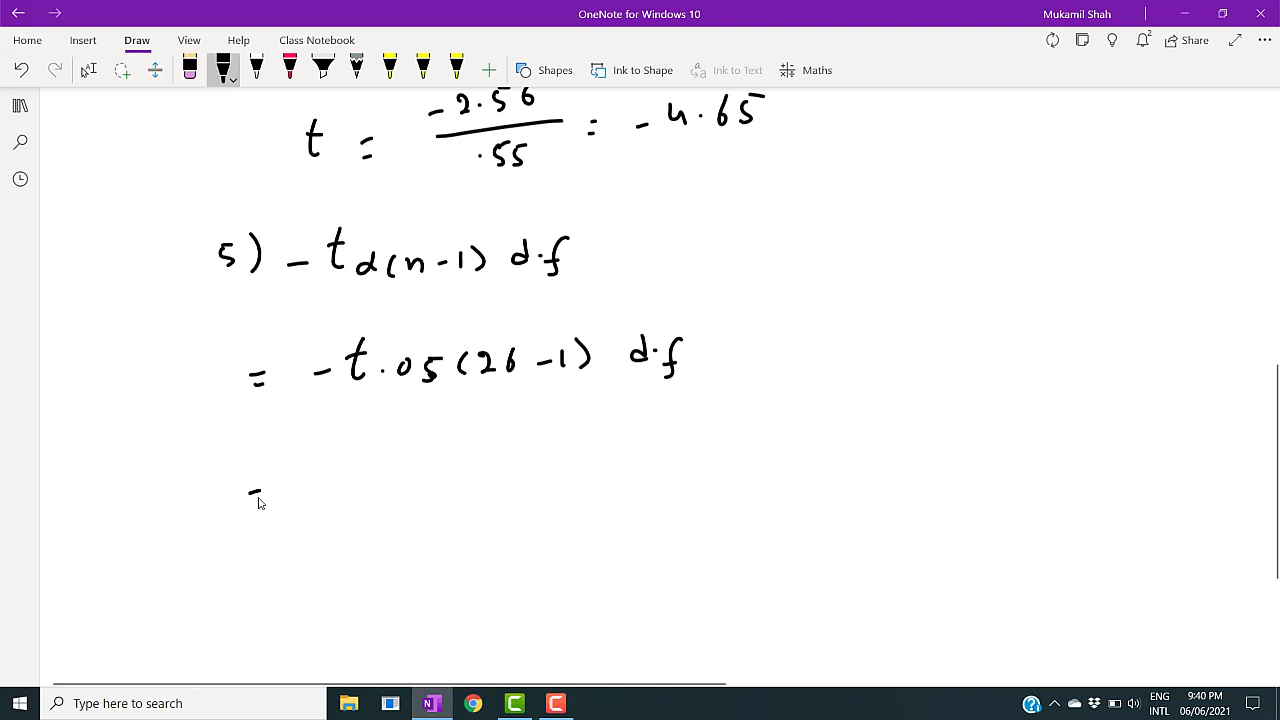 OneNote for Windows 10
Mukamil Shah
Home Insert Draw View Help Class Notebook
Share
Shapes Ink to Shape Ink to Text Maths
t = -2.56 / .55 = -4.65
5) - t α(n-1) d.f
= - t.05(26-1) d.f
-
Type here to search
ENG
INTL
9:40 PM
06/06/2021